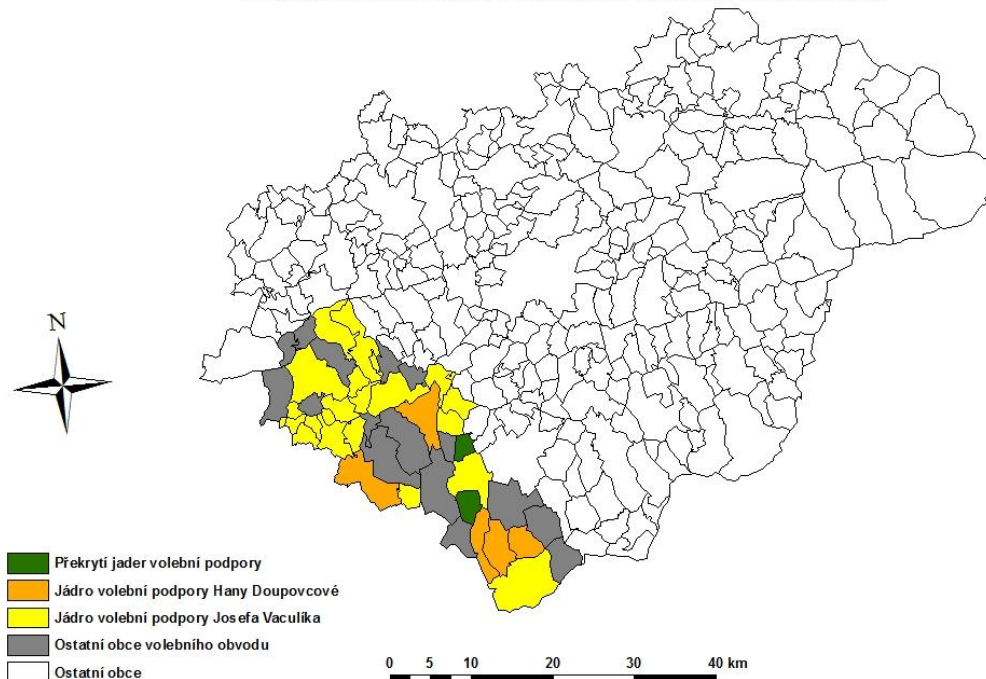 N
Překrytí jader volební podpory
Jádro volební podpory Hany Doupovcové
Jádro volební podpory Josefa Vaculíka
Ostatní obce volebního obvodu
Ostatní obce
0 5 10 20 30 40 km